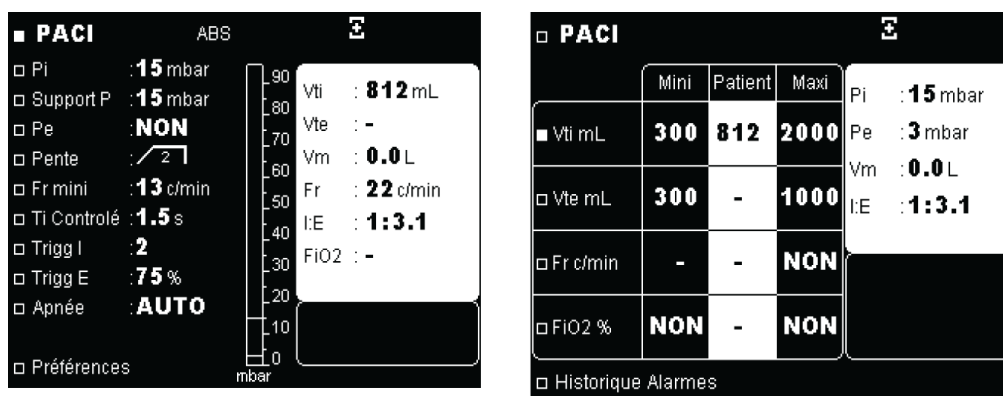 PACI ABS
Pi :15 mbar
Support P :15 mbar
Pe :NON
Pente : 2
Fr mini :13 c/min
Ti Controlé :1.5 s
Trigg I :2
Trigg E :75 %
Apnée :AUTO
Préférences
90
80
70
60
50
40
30
20
10
0
mbar
Vti : 812 mL
Vte : -
Vm : 0.0 L
Fr : 22 c/min
I:E : 1:3.1
FiO2 : -
PACI
Mini Patient Maxi
Vti mL 300 812 2000
Vte mL 300 - 1000
Fr c/min - - NON
FiO2 % NON - NON
Pi :15 mbar
Pe :3 mbar
Vm :0.0 L
I:E :1:3.1
Historique Alarmes